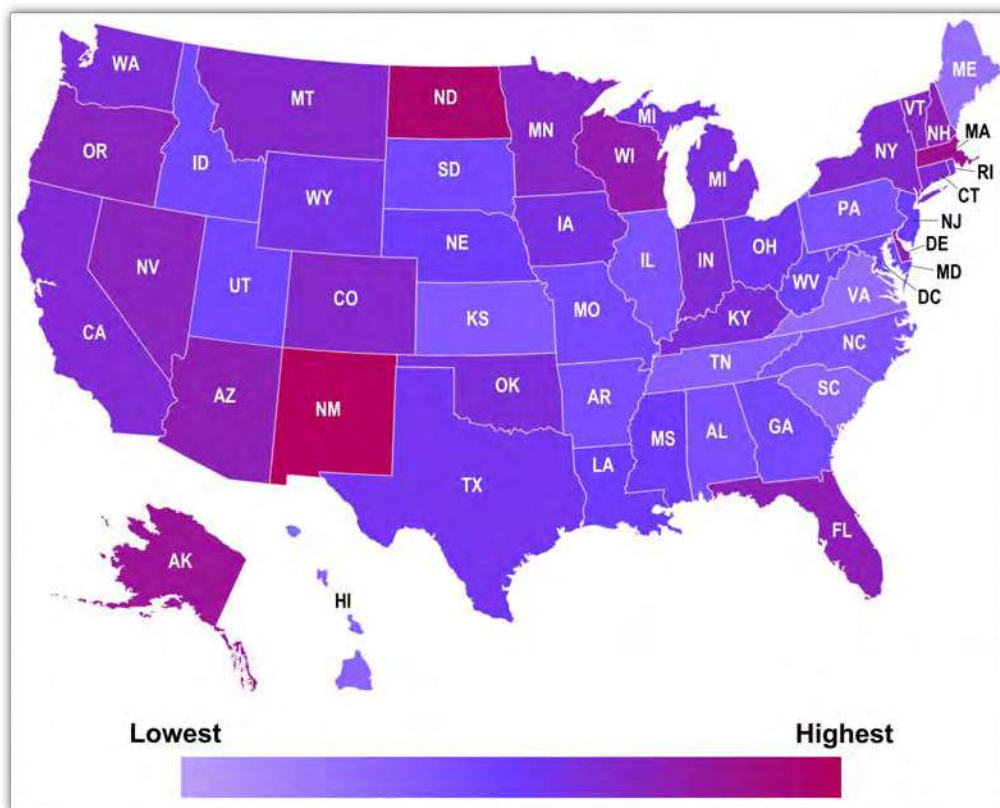 WA
MT
ND
MN
MI
VT
ME
OR
ID
SD
WI
NY
NH
MA
WY
MI
RI
CT
NV
UT
NE
IA
PA
NJ
CO
IL
IN
OH
DE
MD
DC
CA
KS
MO
WV
VA
KY
AZ
NM
OK
AR
TN
NC
SC
TX
LA
MS
AL
GA
FL
AK
HI
Lowest
Highest